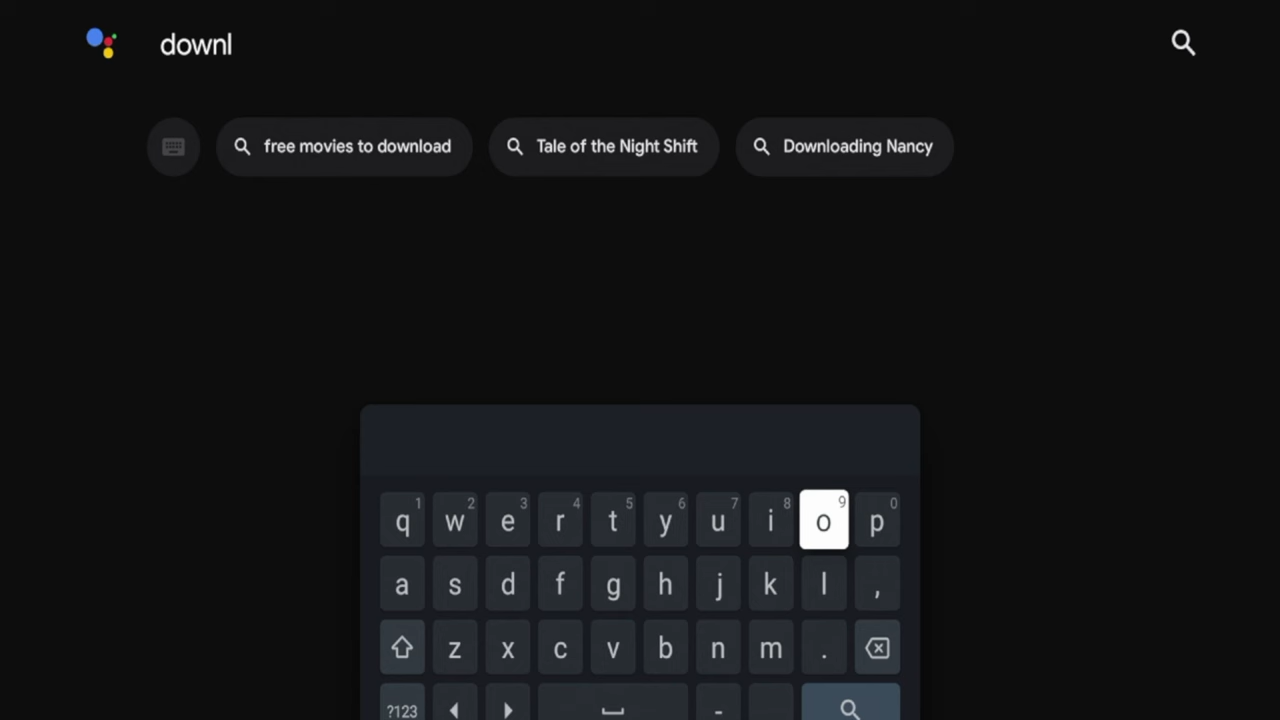 downl
free movies to download
Tale of the Night Shift
Downloading Nancy
q 1 w 2 e 3 r 4 t 5 y 6 u 7 i 8 o 9 p 0
a s d f g h j k l ,
z x c v b n m .
?123 -